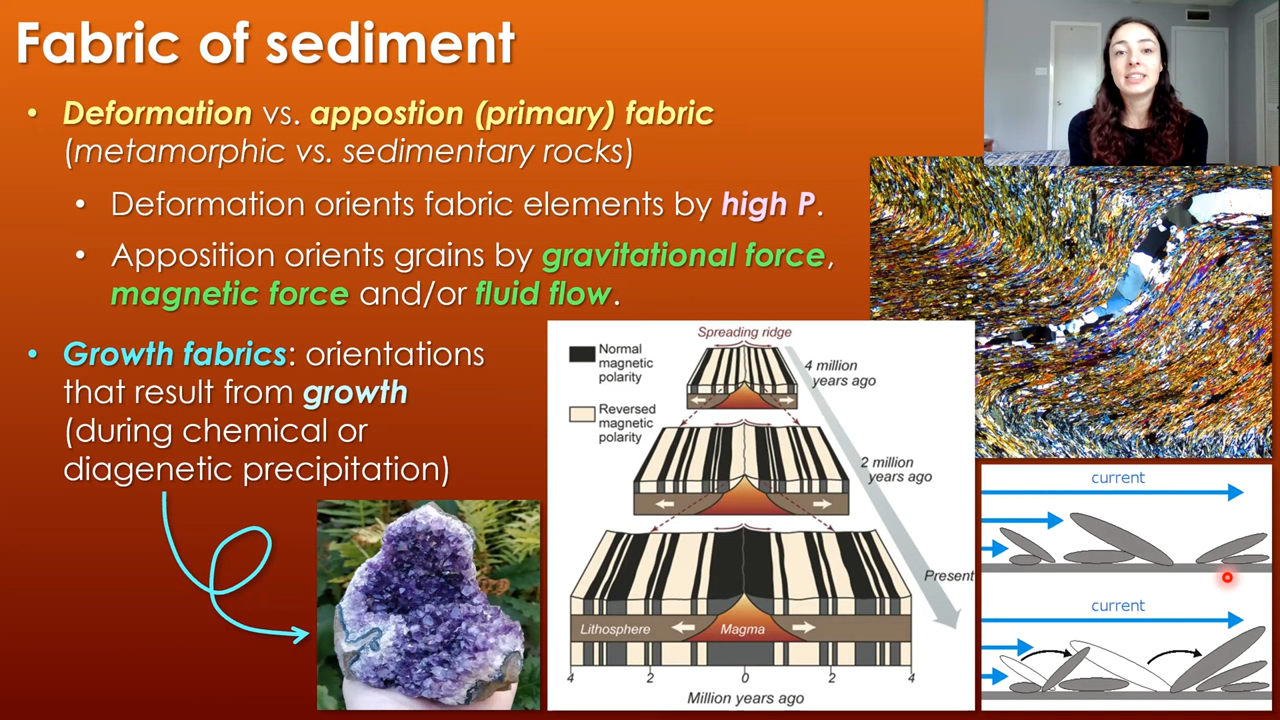 Fabric of sediment
• Deformation vs. appostion (primary) fabric
(metamorphic vs. sedimentary rocks)
• Deformation orients fabric elements by high P.
• Apposition orients grains by gravitational force,
magnetic force and/or fluid flow.
• Growth fabrics: orientations
that result from growth
(during chemical or
diagenetic precipitation)
Spreading ridge
Normal
magnetic
polarity
Reversed
magnetic
polarity
4 million
years ago
2 million
years ago
Present
Lithosphere
Magma
4 2 0 2 4
Million years ago
current
current